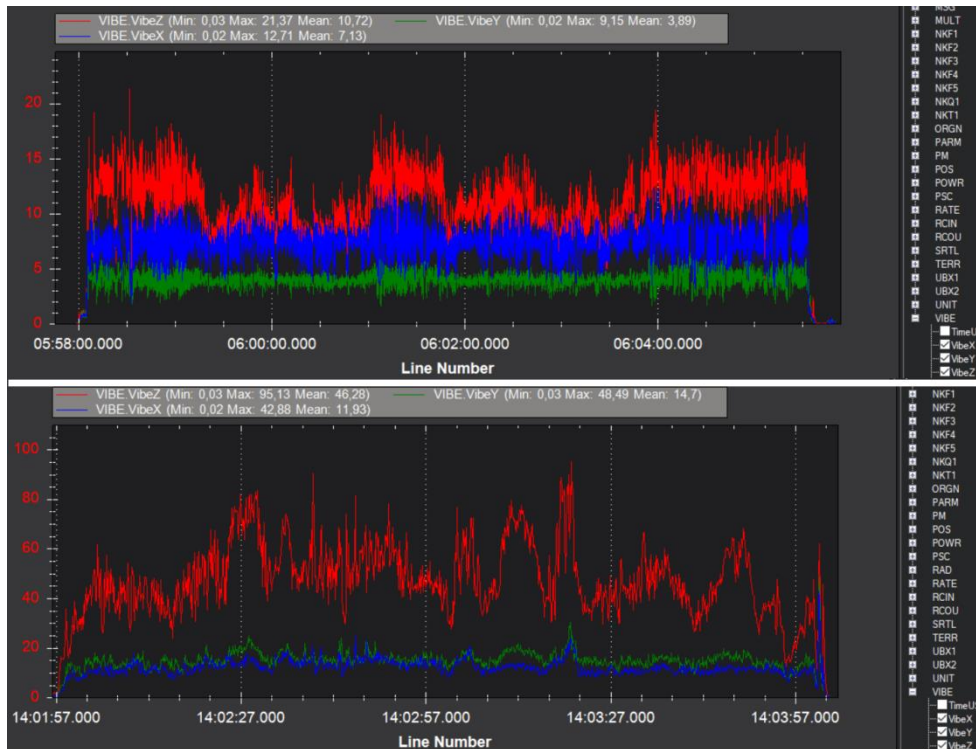 VIBE.VibeZ (Min: 0,03 Max: 21,37 Mean: 10,72)
VIBE.VibeY (Min: 0,02 Max: 9,15 Mean: 3,89)
VIBE.VibeX (Min: 0,02 Max: 12,71 Mean: 7,13)
20
15
10
5
0
05:58:00.000
06:00:00.000
06:02:00.000
06:04:00.000
Line Number
MSG
MULT
NKF1
NKF2
NKF3
NKF4
NKF5
NKQ1
NKT1
ORGN
PARM
PM
POS
POWR
PSC
RATE
RCIN
RCOU
SRTL
TERR
UBX1
UBX2
UNIT
VIBE
TimeU
VibeX
VibeY
VibeZ
VIBE.VibeZ (Min: 0,03 Max: 95,13 Mean: 46,28)
VIBE.VibeY (Min: 0,03 Max: 48,49 Mean: 14,7)
VIBE.VibeX (Min: 0,02 Max: 42,88 Mean: 11,93)
100
80
60
40
20
0
14:01:57.000
14:02:27.000
14:02:57.000
14:03:27.000
14:03:57.000
Line Number
NKF1
NKF2
NKF3
NKF4
NKF5
NKQ1
NKT1
ORGN
PARM
PM
POS
POWR
PSC
RAD
RATE
RCIN
RCOU
SRTL
TERR
UBX1
UBX2
UNIT
VIBE
TimeUS
VibeX
VibeY
VibeZ